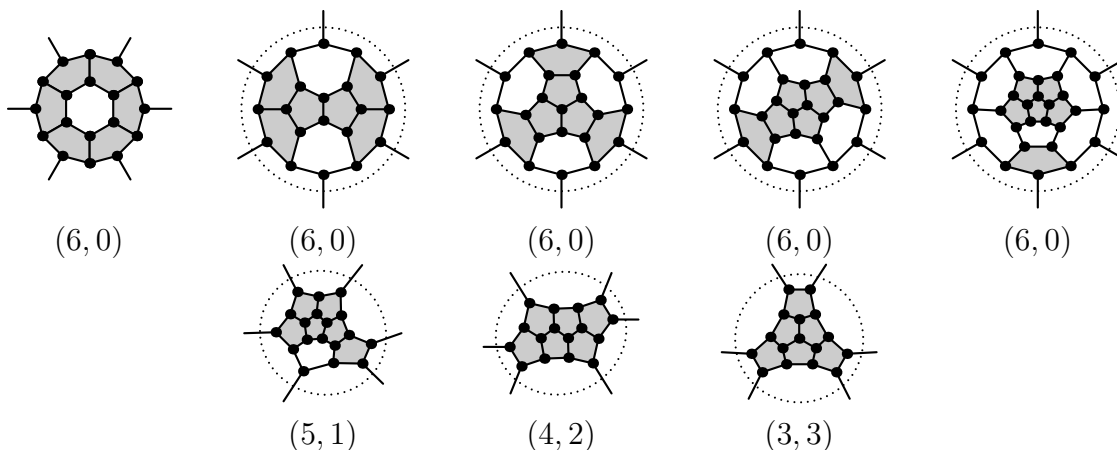 (6, 0) (6, 0) (6, 0) (6, 0) (6, 0)
(5, 1) (4, 2) (3, 3)